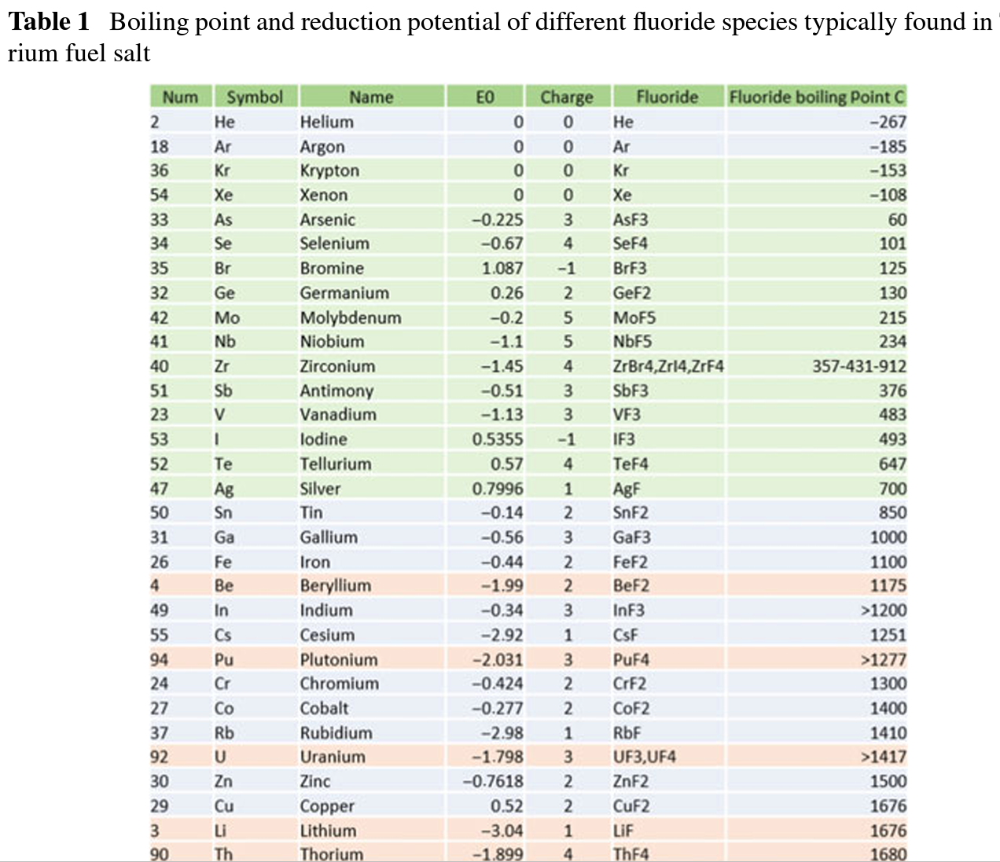 Table 1 Boiling point and reduction potential of different fluoride species typically found in
rium fuel salt
Num Symbol Name E0 Charge Fluoride Fluoride boiling Point C
2 He Helium 0 0 He −267
18 Ar Argon 0 0 Ar −185
36 Kr Krypton 0 0 Kr −153
54 Xe Xenon 0 0 Xe −108
33 As Arsenic −0.225 3 AsF3 60
34 Se Selenium −0.67 4 SeF4 101
35 Br Bromine 1.087 −1 BrF3 125
32 Ge Germanium 0.26 2 GeF2 130
42 Mo Molybdenum −0.2 5 MoF5 215
41 Nb Niobium −1.1 5 NbF5 234
40 Zr Zirconium −1.45 4 ZrBr4,ZrI4,ZrF4 357-431-912
51 Sb Antimony −0.51 3 SbF3 376
23 V Vanadium −1.13 3 VF3 483
53 I Iodine 0.5355 −1 IF3 493
52 Te Tellurium 0.57 4 TeF4 647
47 Ag Silver 0.7996 1 AgF 700
50 Sn Tin −0.14 2 SnF2 850
31 Ga Gallium −0.56 3 GaF3 1000
26 Fe Iron −0.44 2 FeF2 1100
4 Be Beryllium −1.99 2 BeF2 1175
49 In Indium −0.34 3 InF3 >1200
55 Cs Cesium −2.92 1 CsF 1251
94 Pu Plutonium −2.031 3 PuF4 >1277
24 Cr Chromium −0.424 2 CrF2 1300
27 Co Cobalt −0.277 2 CoF2 1400
37 Rb Rubidium −2.98 1 RbF 1410
92 U Uranium −1.798 3 UF3,UF4 >1417
30 Zn Zinc −0.7618 2 ZnF2 1500
29 Cu Copper 0.52 2 CuF2 1676
3 Li Lithium −3.04 1 LiF 1676
90 Th Thorium −1.899 4 ThF4 1680